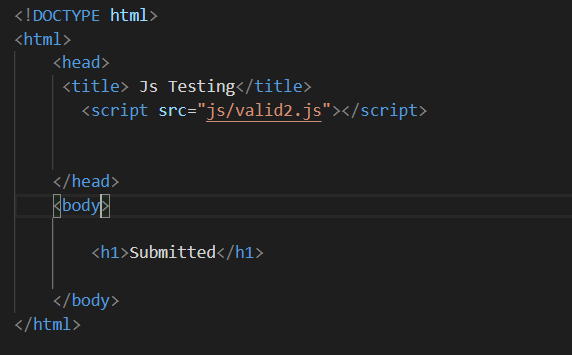 <!DOCTYPE html>
<html>
<head>
<title> Js Testing</title>
<script src="js/valid2.js"></script>
</head>
<body>
<h1>Submitted</h1>
</body>
</html>